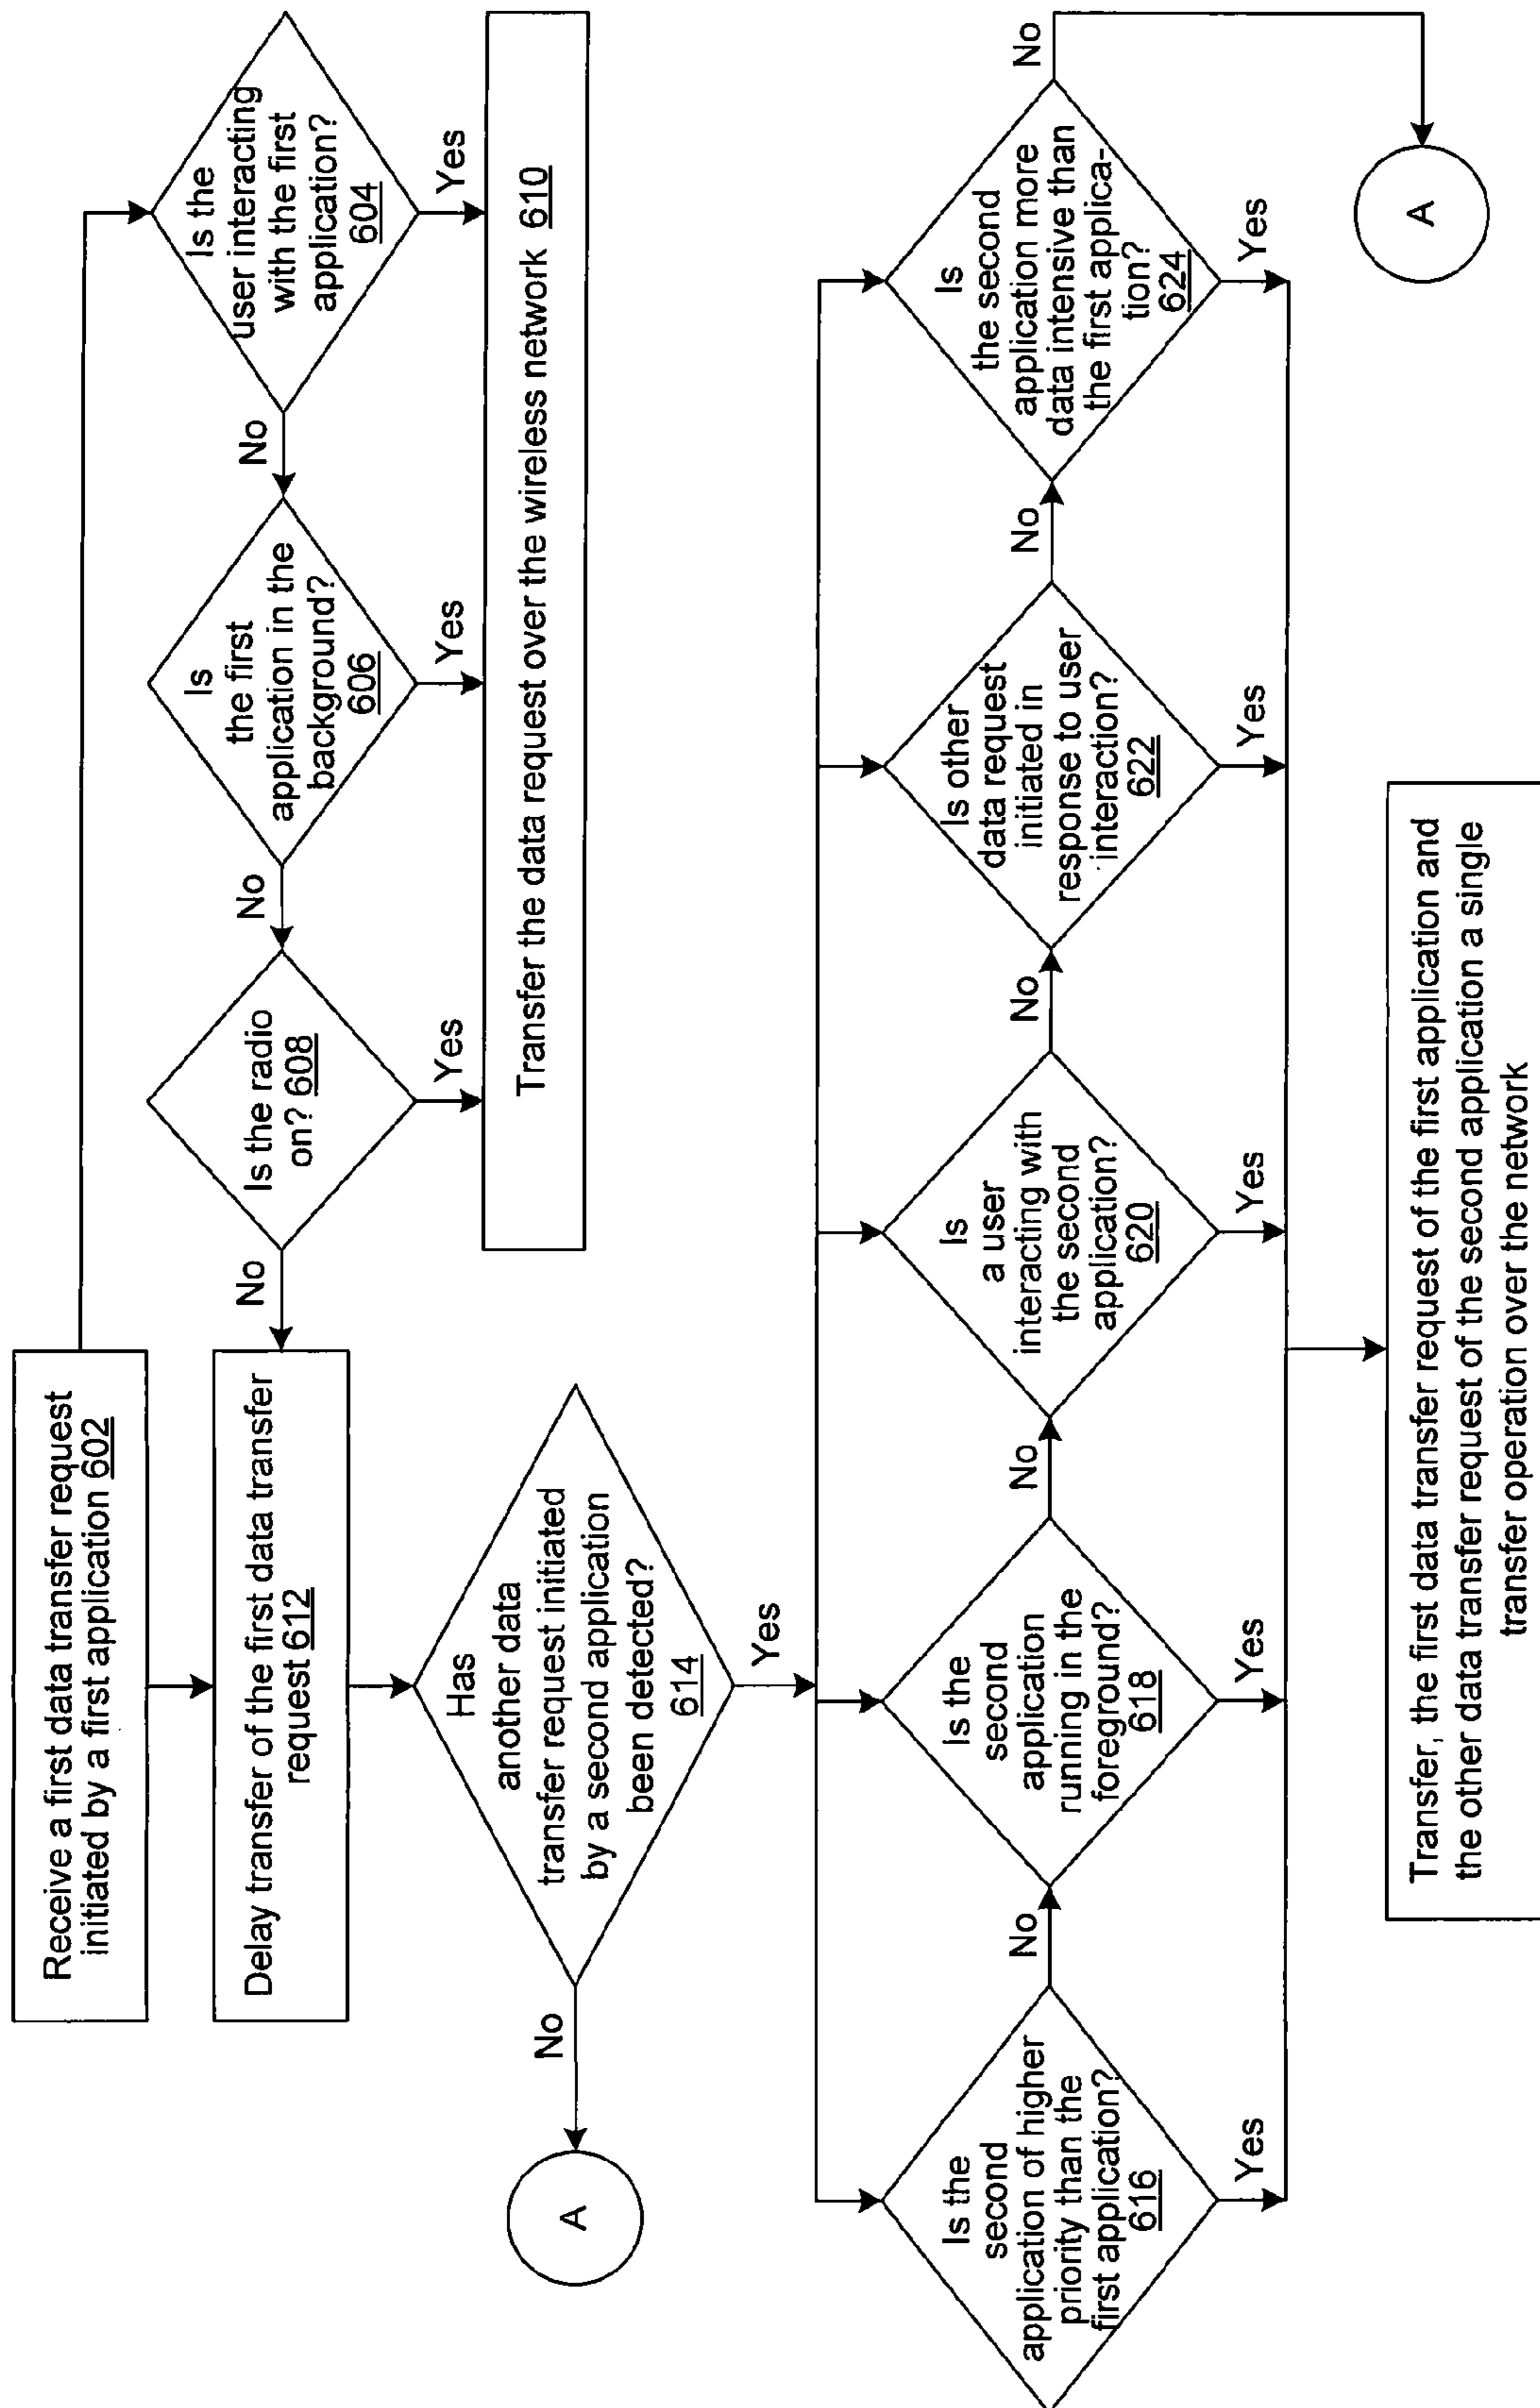 Receive a first data transfer request
initiated by a first application 602
Is the
user interacting
with the first
application?
604
No
Yes
Is
the first
application in the
background?
606
No
Yes
Is the radio
on? 608
No
Yes
Transfer the data request over the wireless network 610
Delay transfer of the first data transfer
request 612
Has
another data
transfer request initiated
by a second application
been detected?
614
No
A
Yes
Is the
second
application of higher
priority than the
first application?
616
No
Yes
Is the
second
application
running in the
foreground?
618
No
Yes
Is
a user
interacting with
the second
application?
620
No
Yes
Is other
data request
initiated in
response to user
interaction?
622
No
Yes
Is
the second
application more
data intensive than
the first applica-
tion?
624
No
Yes
A
Transfer, the first data transfer request of the first application and
the other data transfer request of the second application a single
transfer operation over the network